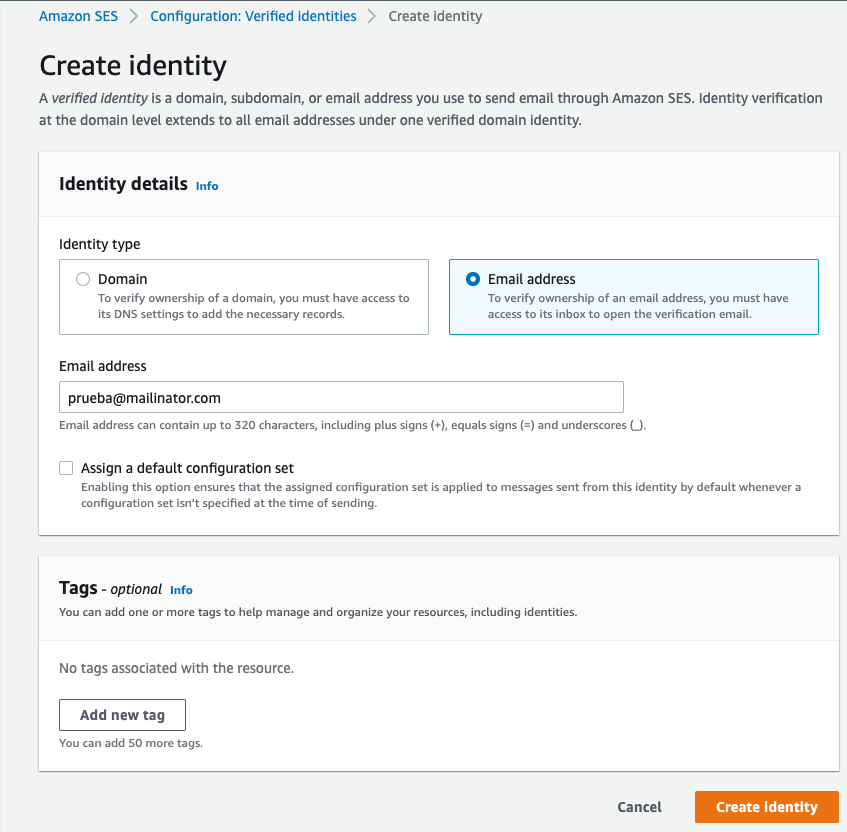 Amazon SES > Configuration: Verified identities > Create identity
Create identity
A verified identity is a domain, subdomain, or email address you use to send email through Amazon SES. Identity verification
at the domain level extends to all email addresses under one verified domain identity.
Identity details Info
Identity type
Domain
To verify ownership of a domain, you must have access to
its DNS settings to add the necessary records.
Email address
To verify ownership of an email address, you must have
access to its inbox to open the verification email.
Email address
prueba@mailinator.com
Email address can contain up to 320 characters, including plus signs (+), equals signs (=) and underscores (_).
Assign a default configuration set
Enabling this option ensures that the assigned configuration set is applied to messages sent from this identity by default whenever a
configuration set isn't specified at the time of sending.
Tags - optional Info
You can add one or more tags to help manage and organize your resources, including identities.
No tags associated with the resource.
Add new tag
You can add 50 more tags.
Cancel
Create identity